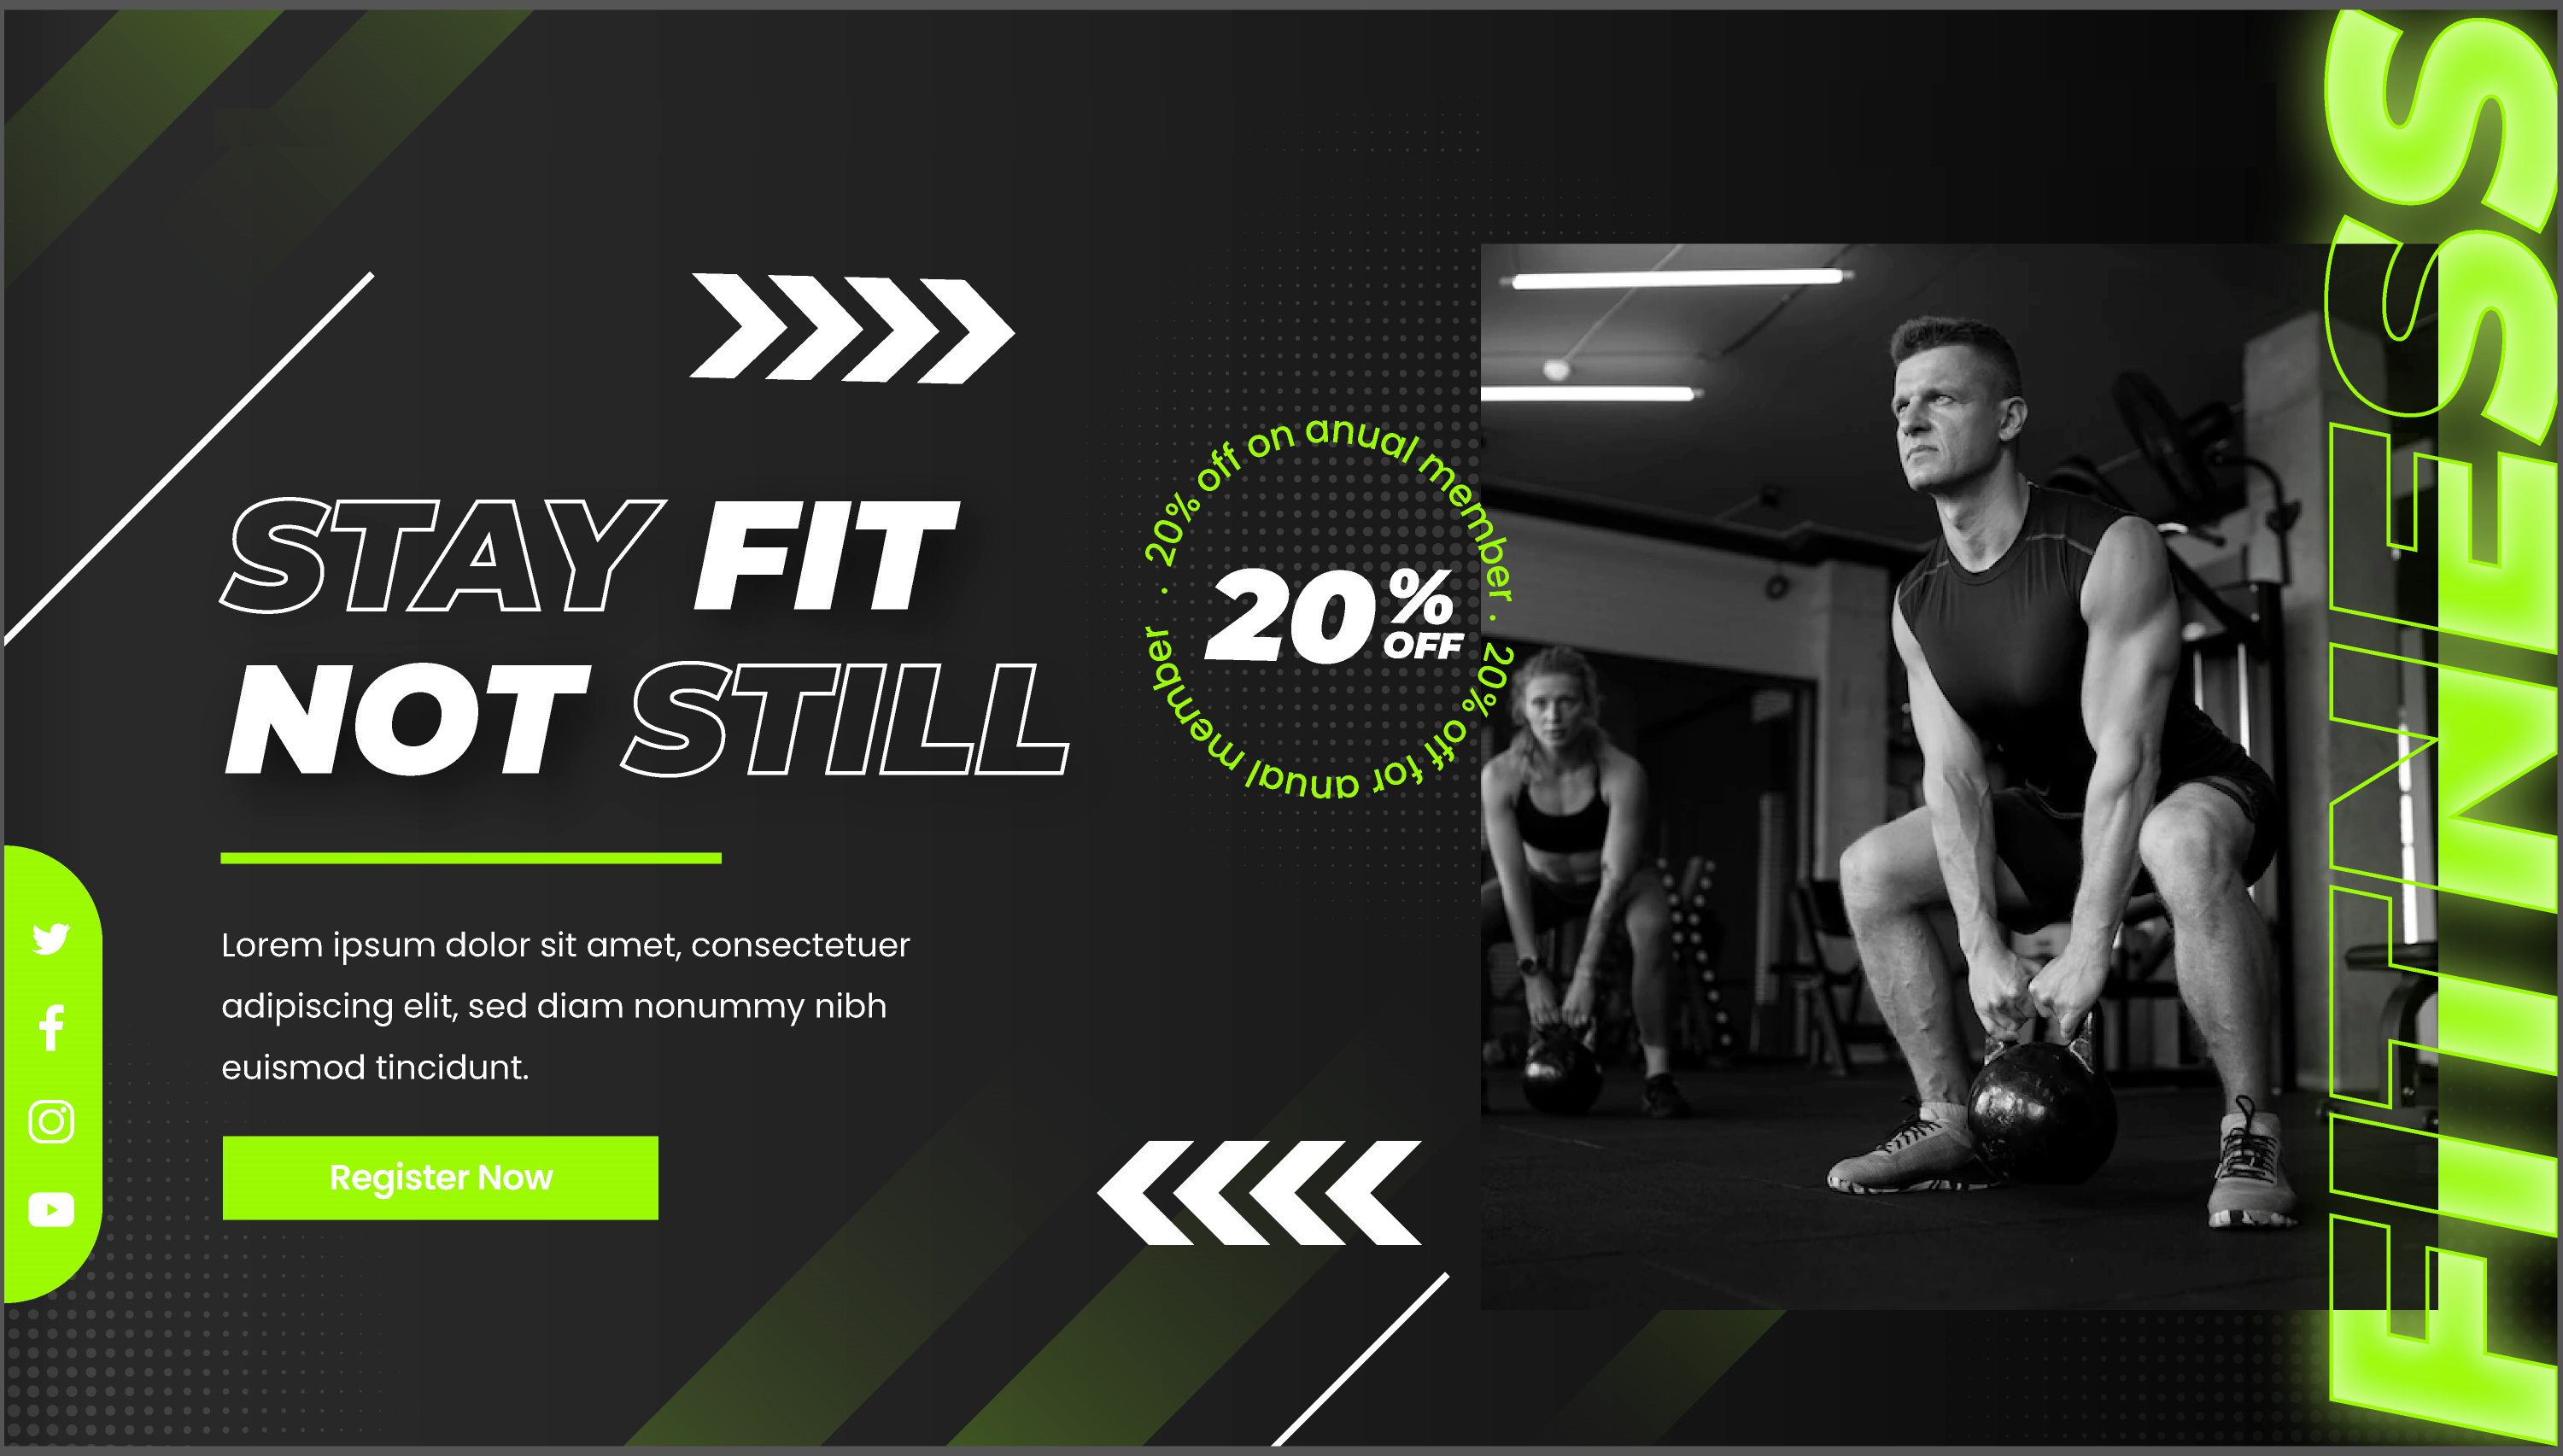 STAY FIT
NOT STILL
Lorem ipsum dolor sit amet, consectetuer
adipiscing elit, sed diam nonummy nibh
euismod tincidunt.
Register Now
· 20% off on anual member
· 20% off for anual member
20% OFF
FITNESS